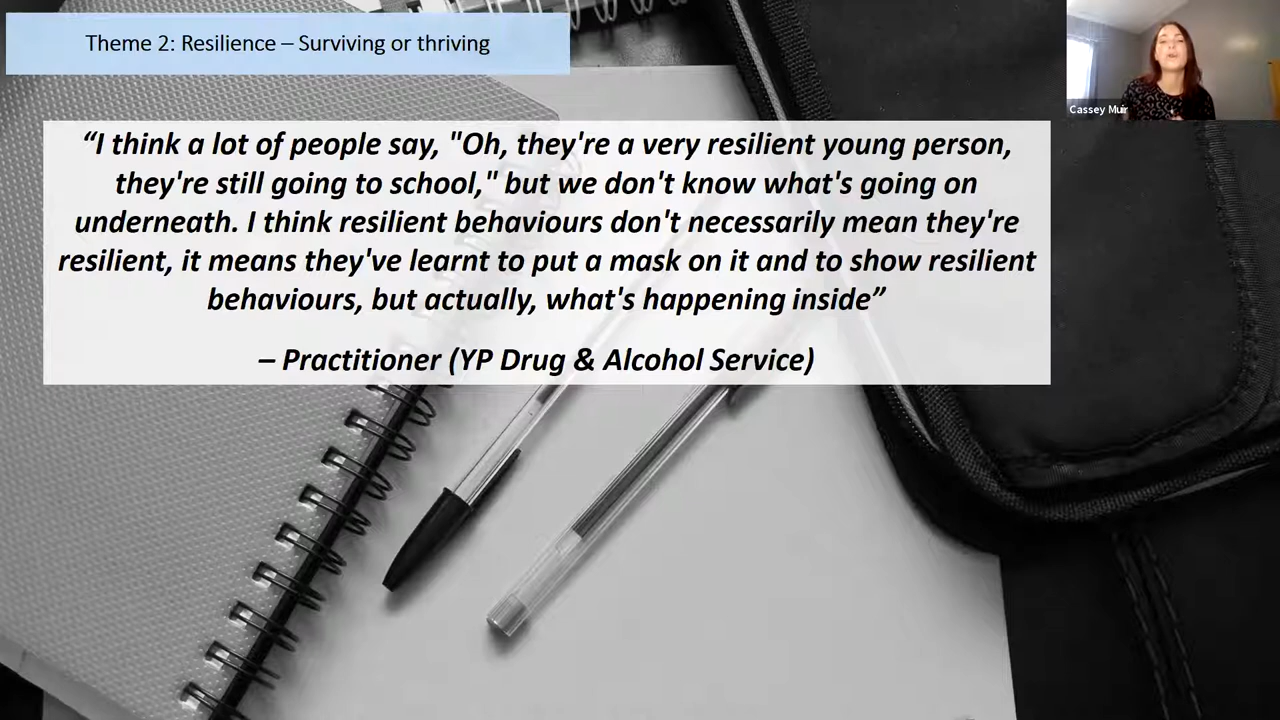 Theme 2: Resilience – Surviving or thriving
Cassey Muir
“I think a lot of people say, "Oh, they're a very resilient young person,
they're still going to school," but we don't know what's going on
underneath. I think resilient behaviours don't necessarily mean they're
resilient, it means they've learnt to put a mask on it and to show resilient
behaviours, but actually, what's happening inside”
– Practitioner (YP Drug & Alcohol Service)